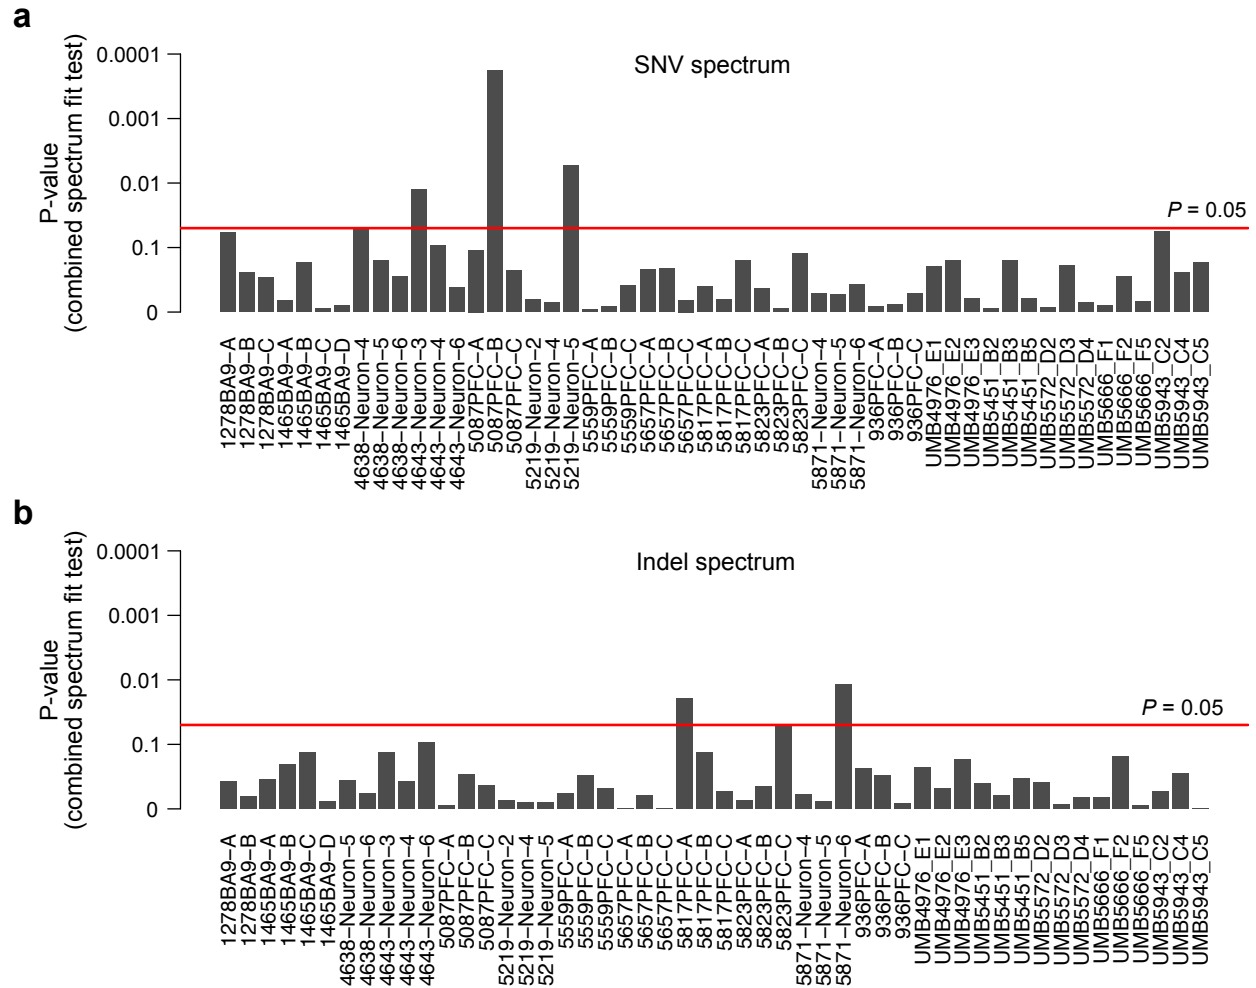 a
SNV spectrum
P-value
(combined spectrum fit test)
0.0001
0.001
0.01
0.1
0
P = 0.05
1278BA9−A
1278BA9−B
1278BA9−C
1465BA9−A
1465BA9−B
1465BA9−C
1465BA9−D
4638−Neuron−4
4638−Neuron−5
4638−Neuron−6
4643−Neuron−3
4643−Neuron−4
4643−Neuron−6
5087PFC−A
5087PFC−B
5087PFC−C
5219−Neuron−2
5219−Neuron−4
5219−Neuron−5
5559PFC−A
5559PFC−B
5559PFC−C
5657PFC−A
5657PFC−B
5657PFC−C
5817PFC−A
5817PFC−B
5817PFC−C
5823PFC−A
5823PFC−B
5823PFC−C
5871−Neuron−4
5871−Neuron−5
5871−Neuron−6
936PFC−A
936PFC−B
936PFC−C
UMB4976_E1
UMB4976_E2
UMB4976_E3
UMB5451_B2
UMB5451_B3
UMB5451_B5
UMB5572_D2
UMB5572_D3
UMB5572_D4
UMB5666_F1
UMB5666_F2
UMB5666_F5
UMB5943_C2
UMB5943_C4
UMB5943_C5
b
Indel spectrum
P-value
(combined spectrum fit test)
0.0001
0.001
0.01
0.1
0
P = 0.05
1278BA9−A
1278BA9−B
1465BA9−A
1465BA9−B
1465BA9−C
1465BA9−D
4638−Neuron−5
4638−Neuron−6
4643−Neuron−3
4643−Neuron−4
4643−Neuron−6
5087PFC−A
5087PFC−B
5087PFC−C
5219−Neuron−2
5219−Neuron−4
5219−Neuron−5
5559PFC−A
5559PFC−B
5559PFC−C
5657PFC−A
5657PFC−B
5657PFC−C
5817PFC−A
5817PFC−B
5817PFC−C
5823PFC−A
5823PFC−B
5823PFC−C
5871−Neuron−4
5871−Neuron−5
5871−Neuron−6
936PFC−A
936PFC−B
936PFC−C
UMB4976_E1
UMB4976_E2
UMB4976_E3
UMB5451_B2
UMB5451_B3
UMB5451_B5
UMB5572_D2
UMB5572_D3
UMB5572_D4
UMB5666_F1
UMB5666_F2
UMB5666_F5
UMB5943_C2
UMB5943_C4
UMB5943_C5